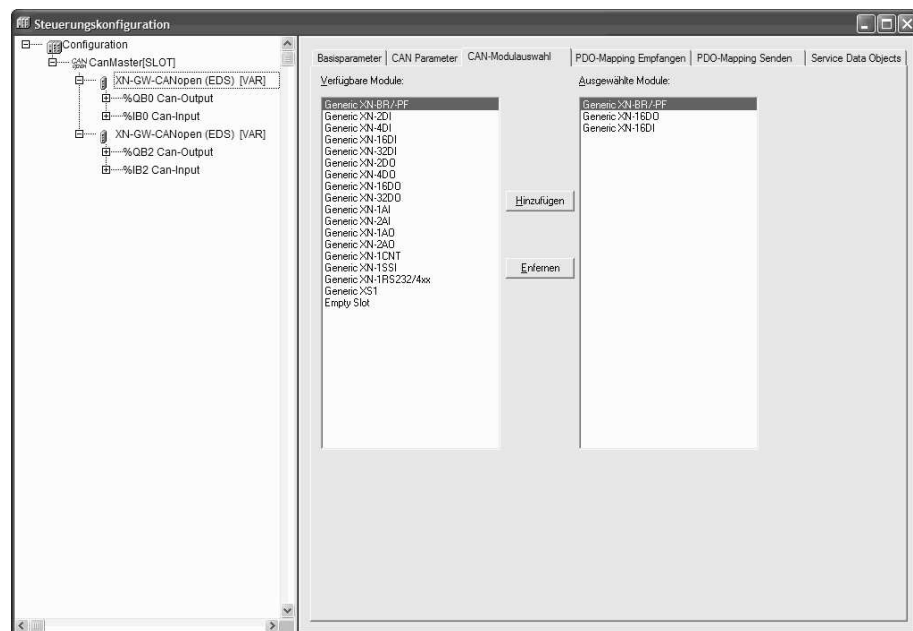 Steuerungskonfiguration
Configuration
CanMaster[SLOT]
XN-GW-CANopen (EDS) [VAR]
%QB0 Can-Output
%IB0 Can-Input
XN-GW-CANopen (EDS) [VAR]
%QB2 Can-Output
%IB2 Can-Input
Basisparameter
CAN Parameter
CAN-Modulauswahl
PDO-Mapping Empfangen
PDO-Mapping Senden
Service Data Objects
Verfügbare Module:
Generic XN-BR/-PF
Generic XN-2DI
Generic XN-4DI
Generic XN-16DI
Generic XN-32DI
Generic XN-2DO
Generic XN-4DO
Generic XN-16DO
Generic XN-32DO
Generic XN-1AI
Generic XN-2AI
Generic XN-1AO
Generic XN-2AO
Generic XN-1CNT
Generic XN-1SSI
Generic XN-1RS232/4xx
Generic XS1
Empty Slot
Hinzufügen
Entfernen
Ausgewählte Module:
Generic XN-BR/-PF
Generic XN-16DO
Generic XN-16DI